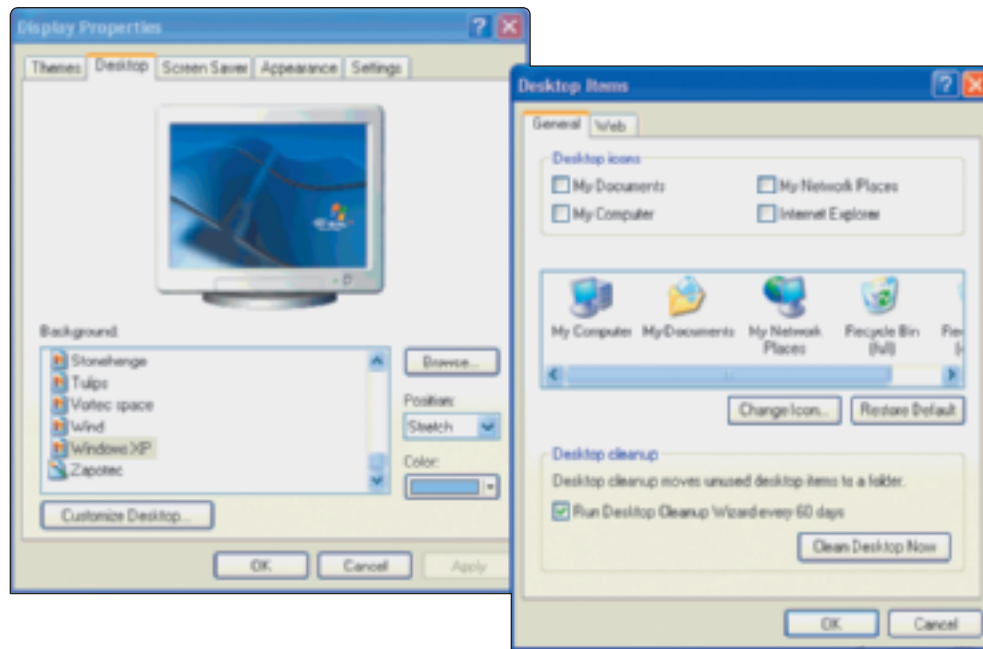 Display Properties
Themes Desktop Screen Saver Appearance Settings
Background:
Stonehenge
Tulips
Vortec space
Wind
Windows XP
Zapotec
Browse...
Position:
Stretch
Color:
Customize Desktop...
OK Cancel Apply
Desktop Items
General Web
Desktop icons
My Documents My Network Places
My Computer Internet Explorer
My Computer My Documents My Network Recycle Bin
Places (full)
Change Icon... Restore Default
Desktop cleanup
Desktop cleanup moves unused desktop items to a folder.
Run Desktop Cleanup Wizard every 60 days
Clean Desktop Now
OK Cancel